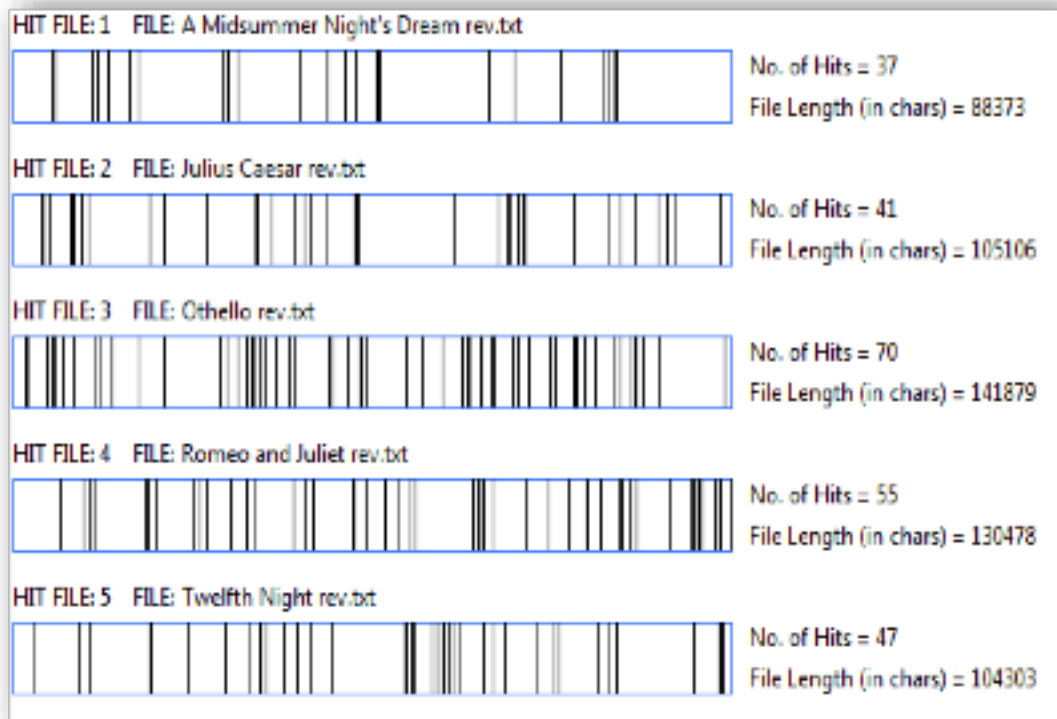 HIT FILE: 1 FILE: A Midsummer Night's Dream rev.txt
No. of Hits = 37
File Length (in chars) = 88373
HIT FILE: 2 FILE: Julius Caesar rev.txt
No. of Hits = 41
File Length (in chars) = 105106
HIT FILE: 3 FILE: Othello rev.txt
No. of Hits = 70
File Length (in chars) = 141879
HIT FILE: 4 FILE: Romeo and Juliet rev.txt
No. of Hits = 55
File Length (in chars) = 130478
HIT FILE: 5 FILE: Twelfth Night rev.txt
No. of Hits = 47
File Length (in chars) = 104303